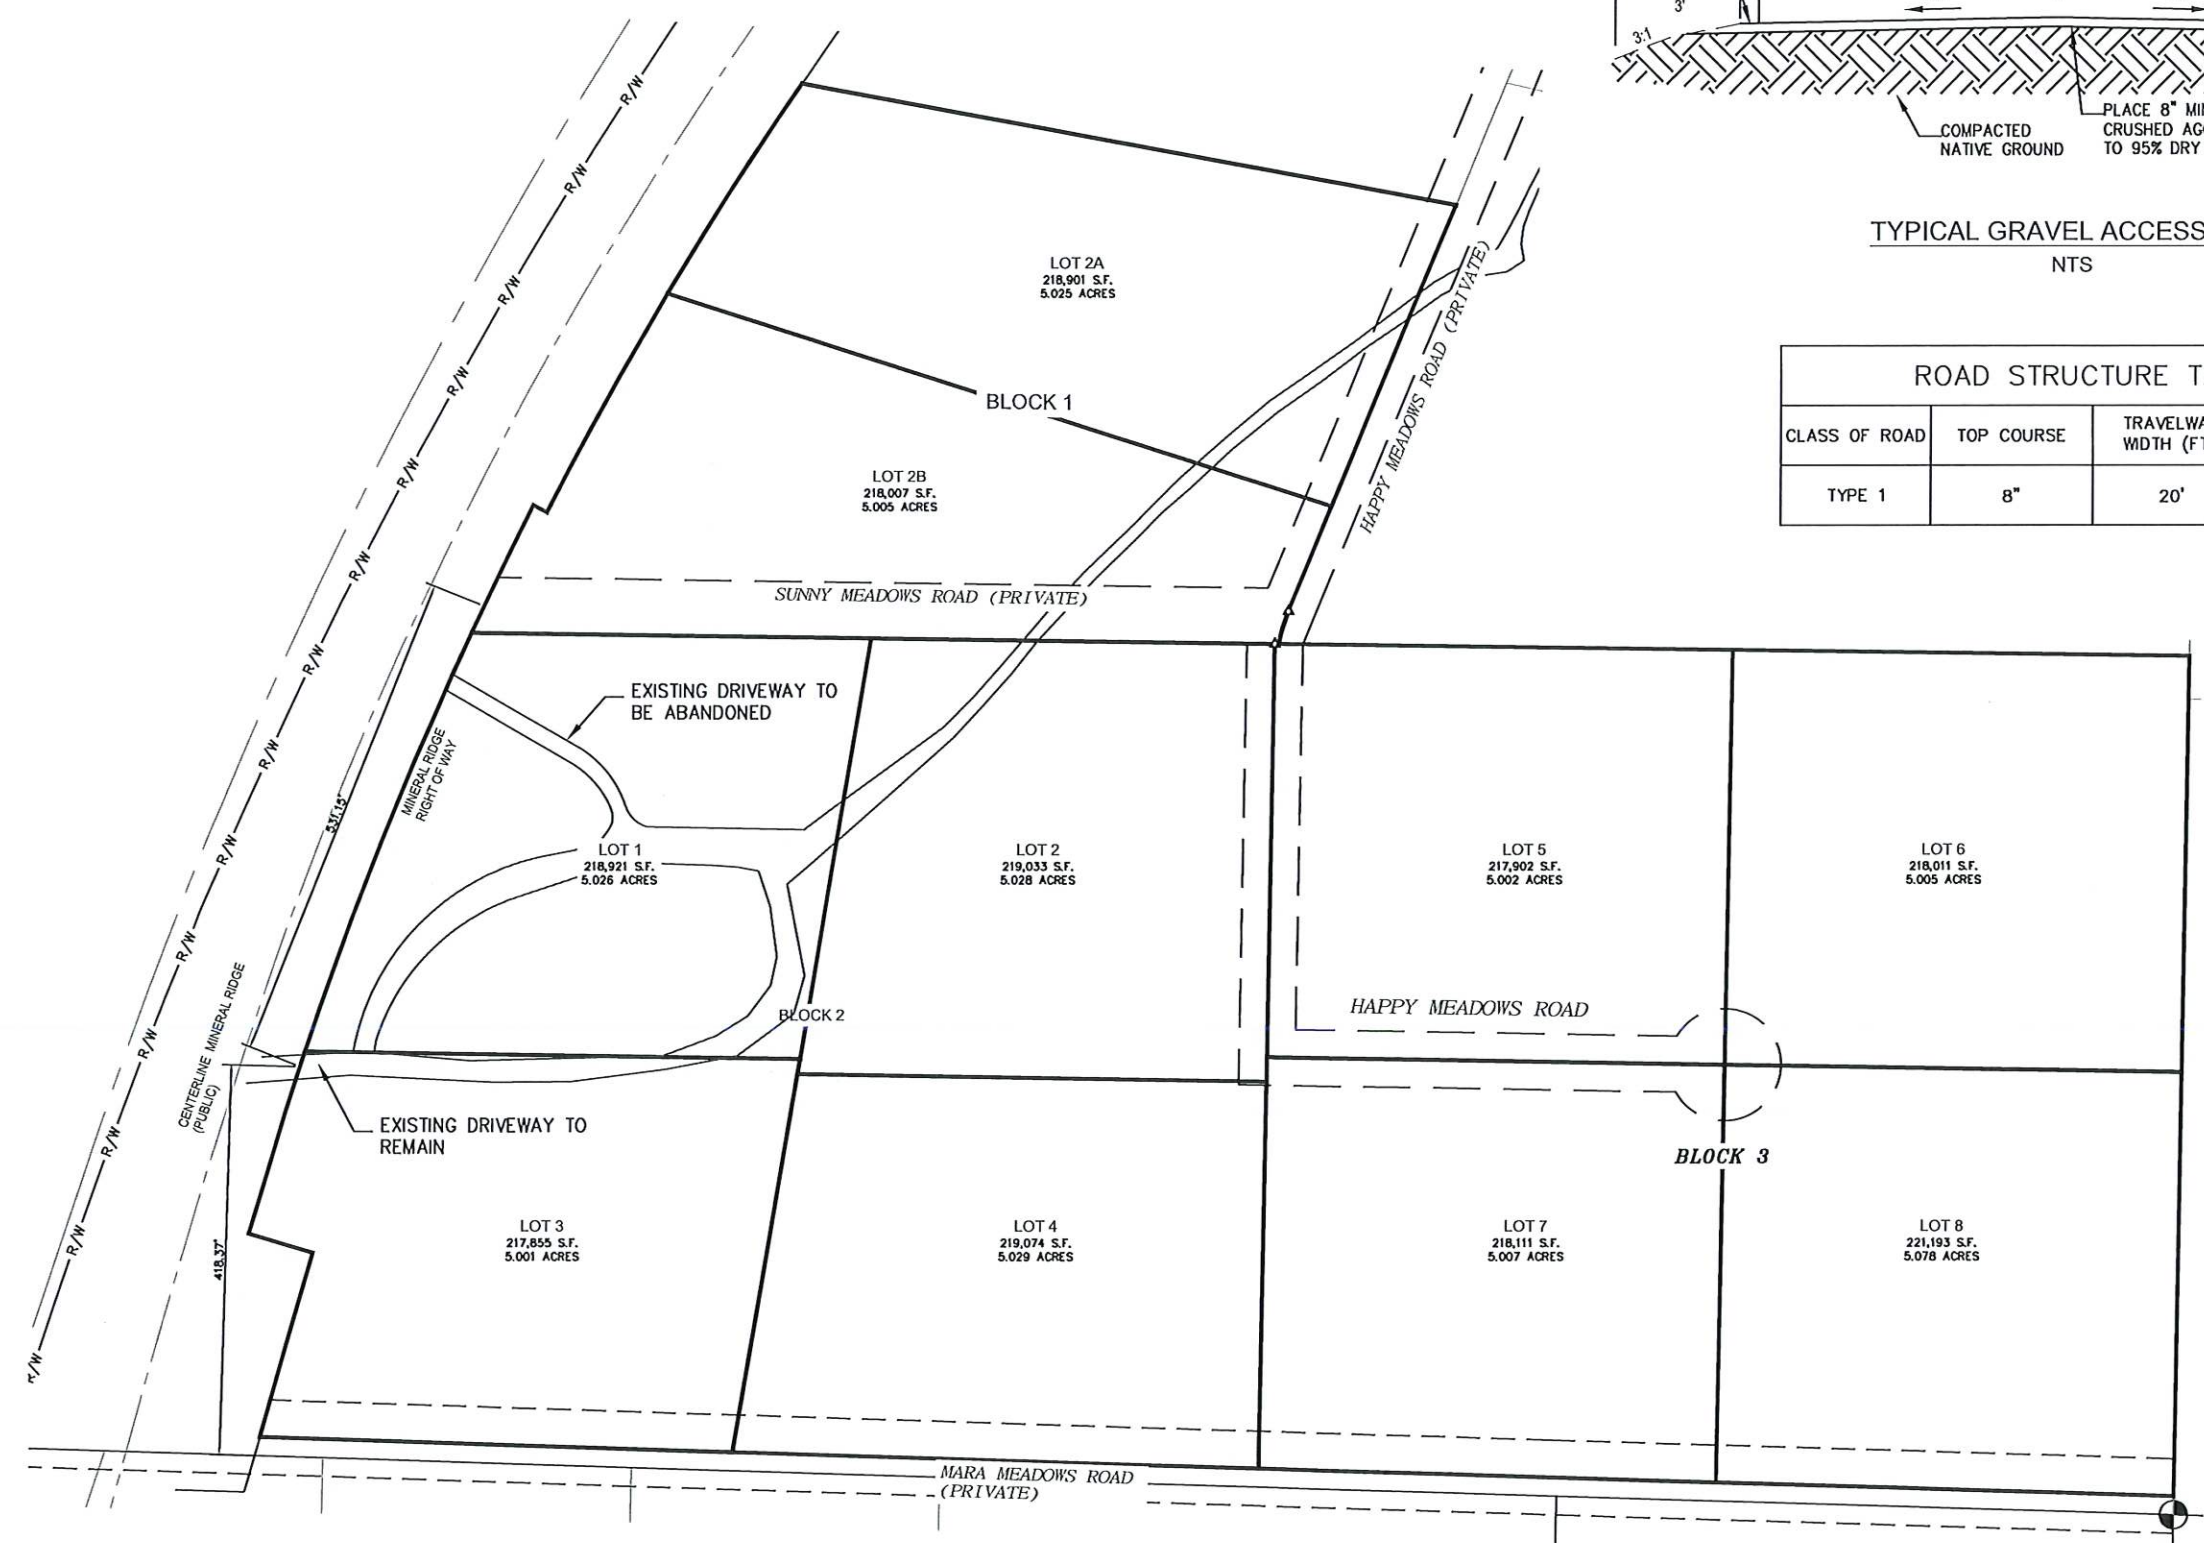 3'
3:1
COMPACTED
NATIVE GROUND
PLACE 8" MI
CRUSHED AG
TO 95% DRY
TYPICAL GRAVEL ACCESS
NTS
ROAD STRUCTURE T
CLASS OF ROAD
TOP COURSE
TRAVELWA
WIDTH (FT
TYPE 1
8"
20'
R/W
R/W
R/W
R/W
R/W
R/W
R/W
R/W
R/W
R/W
R/W
R/W
R/W
R/W
LOT 2A
218,901 S.F.
5.025 ACRES
BLOCK 1
LOT 2B
218,007 S.F.
5.005 ACRES
HAPPY MEADOWS ROAD (PRIVATE)
SUNNY MEADOWS ROAD (PRIVATE)
EXISTING DRIVEWAY TO
BE ABANDONED
MINERAL RIDGE
RIGHT OF WAY
531.15'
LOT 1
218,921 S.F.
5.026 ACRES
LOT 2
219,033 S.F.
5.028 ACRES
LOT 5
217,902 S.F.
5.002 ACRES
LOT 6
218,011 S.F.
5.005 ACRES
BLOCK 2
HAPPY MEADOWS ROAD
CENTERLINE MINERAL RIDGE
(PUBLIC)
EXISTING DRIVEWAY TO
REMAIN
BLOCK 3
418.37'
LOT 3
217,855 S.F.
5.001 ACRES
LOT 4
219,074 S.F.
5.029 ACRES
LOT 7
218,111 S.F.
5.007 ACRES
LOT 8
221,193 S.F.
5.078 ACRES
MARA MEADOWS ROAD
(PRIVATE)